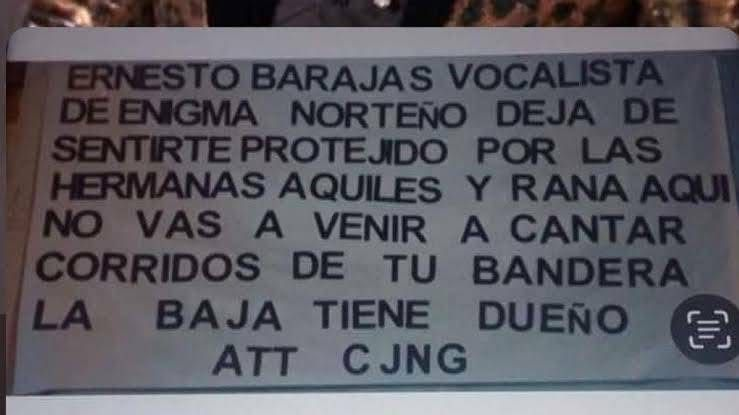 ERNESTO BARAJAS VOCALISTA
DE ENIGMA NORTEÑO DEJA DE
SENTIRTE PROTEJIDO POR LAS
HERMANAS AQUILES Y RANA AQUI
NO VAS A VENIR A CANTAR
CORRIDOS DE TU BANDERA
LA BAJA TIENE DUEÑO
ATT CJNG